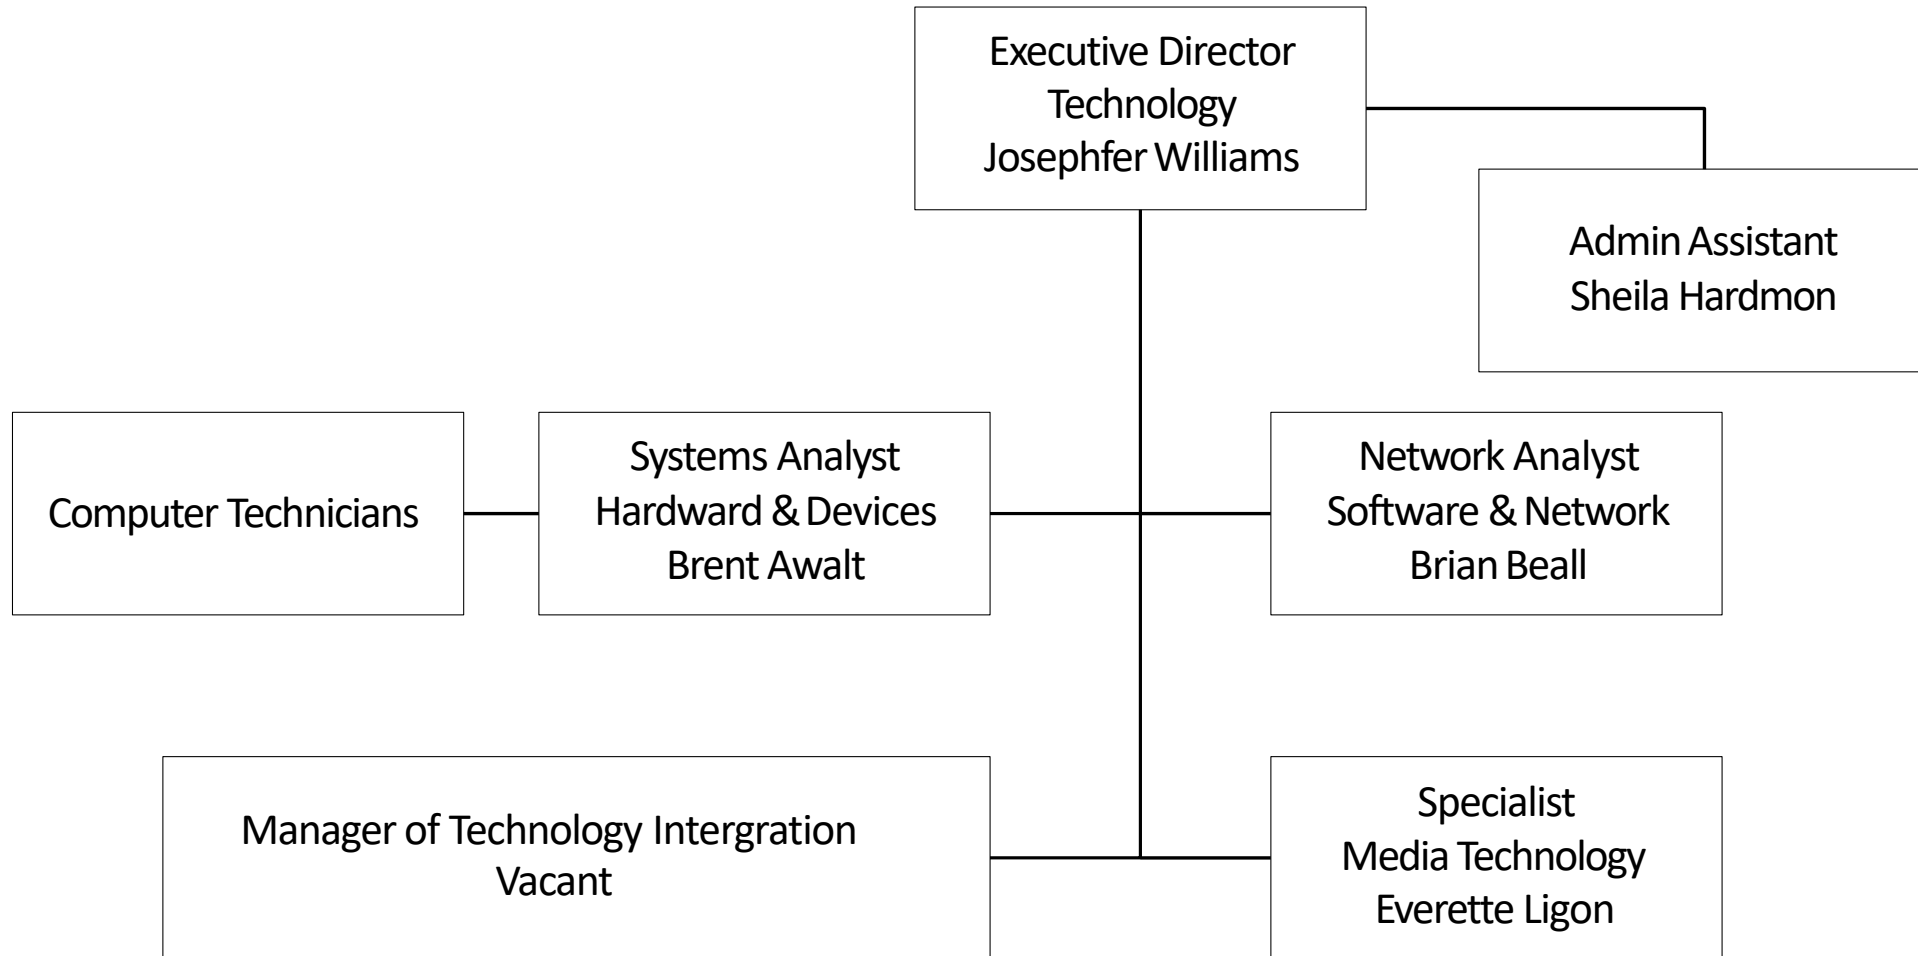 Executive Director
Technology
Josephfer Williams
Admin Assistant
Sheila Hardmon
Computer Technicians
Systems Analyst
Hardward & Devices
Brent Awalt
Network Analyst
Software & Network
Brian Beall
Manager of Technology Intergration
Vacant
Specialist
Media Technology
Everette Ligon